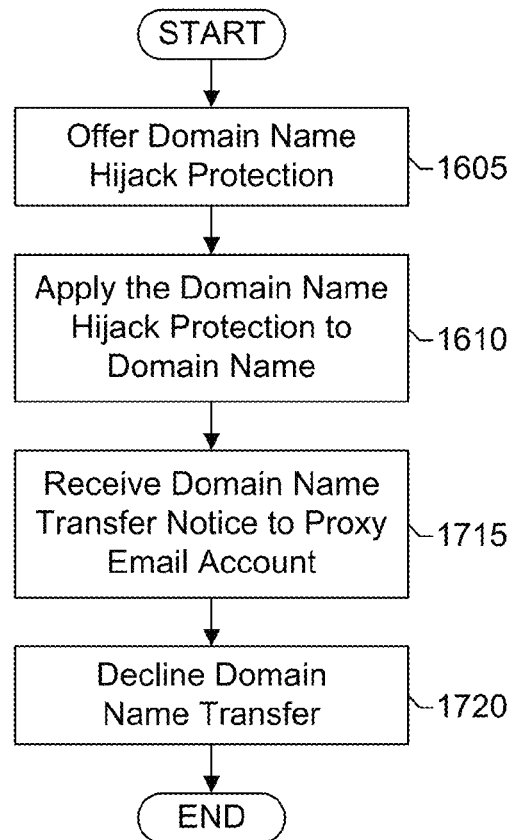 START
Offer Domain Name
Hijack Protection
1605
Apply the Domain Name
Hijack Protection to
Domain Name
1610
Receive Domain Name
Transfer Notice to Proxy
Email Account
1715
Decline Domain
Name Transfer
1720
END